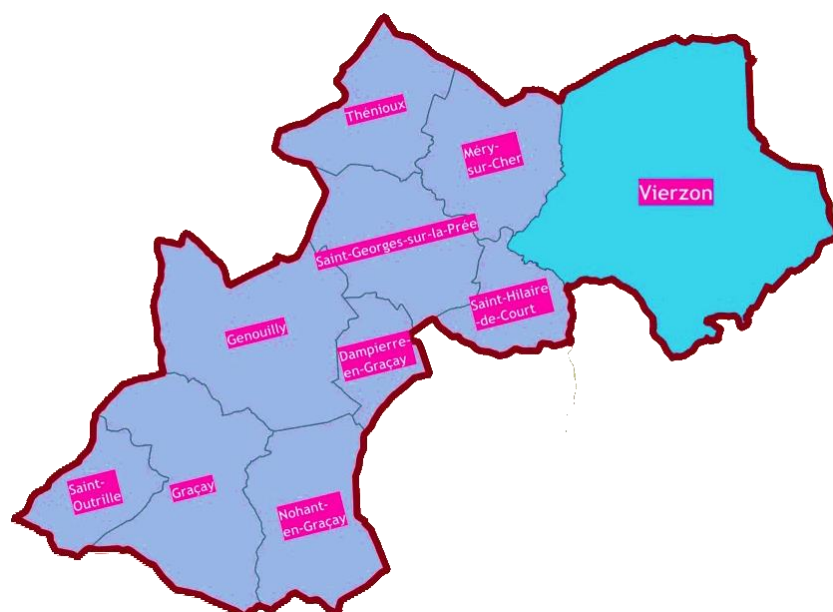 Thénioux
Méry-
sur-Cher
Vierzon
Saint-Georges-sur-la-Prée
Saint-Hilaire
-de-Court
Genouilly
Dampierre-
en-Graçay
Saint-
Outrille
Graçay
Nohant-
en-Graçay